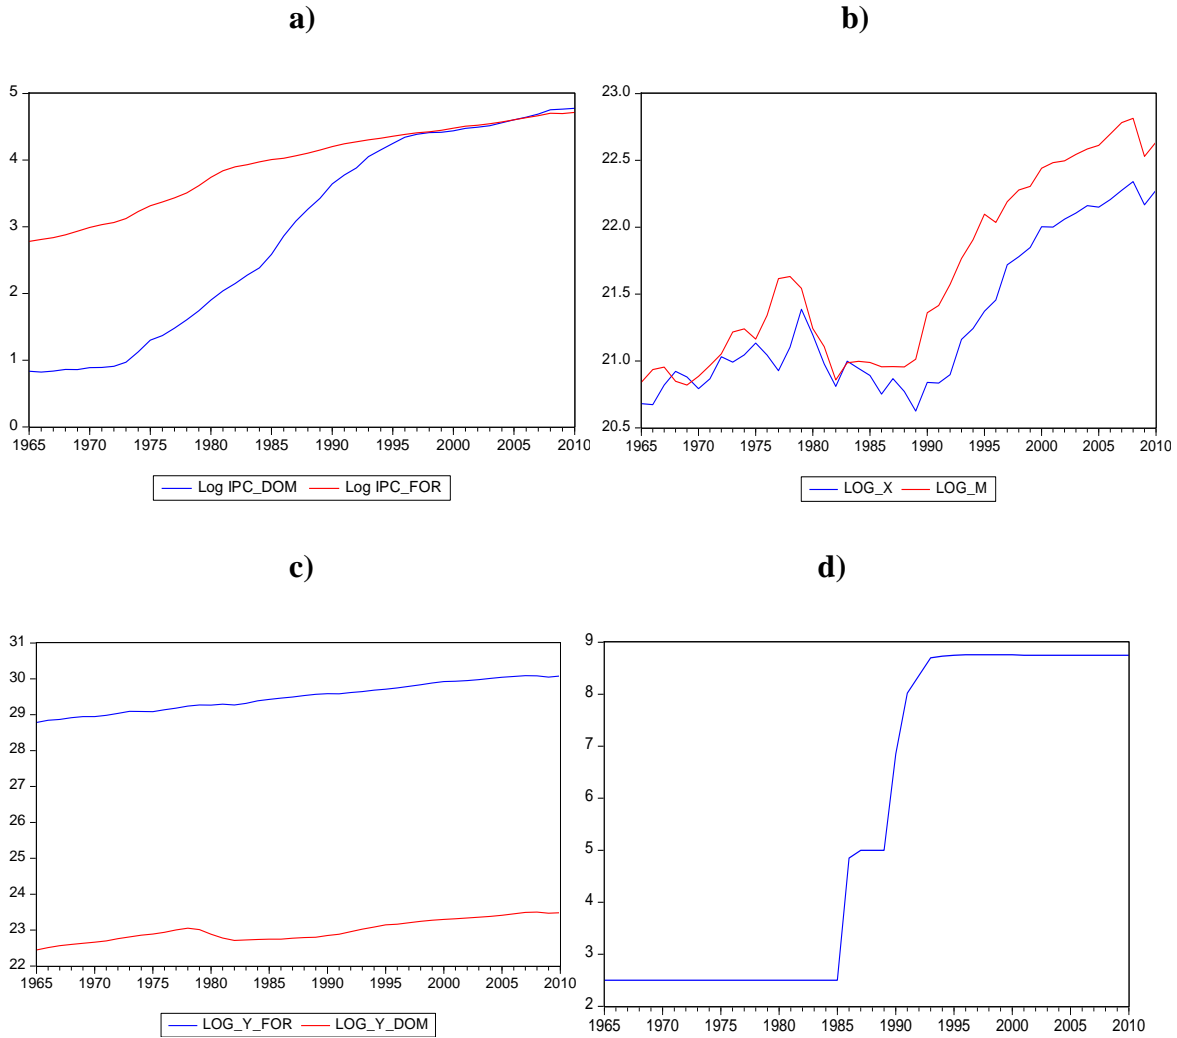 a)
5
4
3
2
1
0
1965 1970 1975 1980 1985 1990 1995 2000 2005 2010
Log IPC_DOM Log IPC_FOR
b)
23.0
22.5
22.0
21.5
21.0
20.5
1965 1970 1975 1980 1985 1990 1995 2000 2005 2010
LOG_X LOG_M
c)
31
30
29
28
27
26
25
24
23
22
1965 1970 1975 1980 1985 1990 1995 2000 2005 2010
LOG_Y_FOR LOG_Y_DOM
d)
9
8
7
6
5
4
3
2
1965 1970 1975 1980 1985 1990 1995 2000 2005 2010